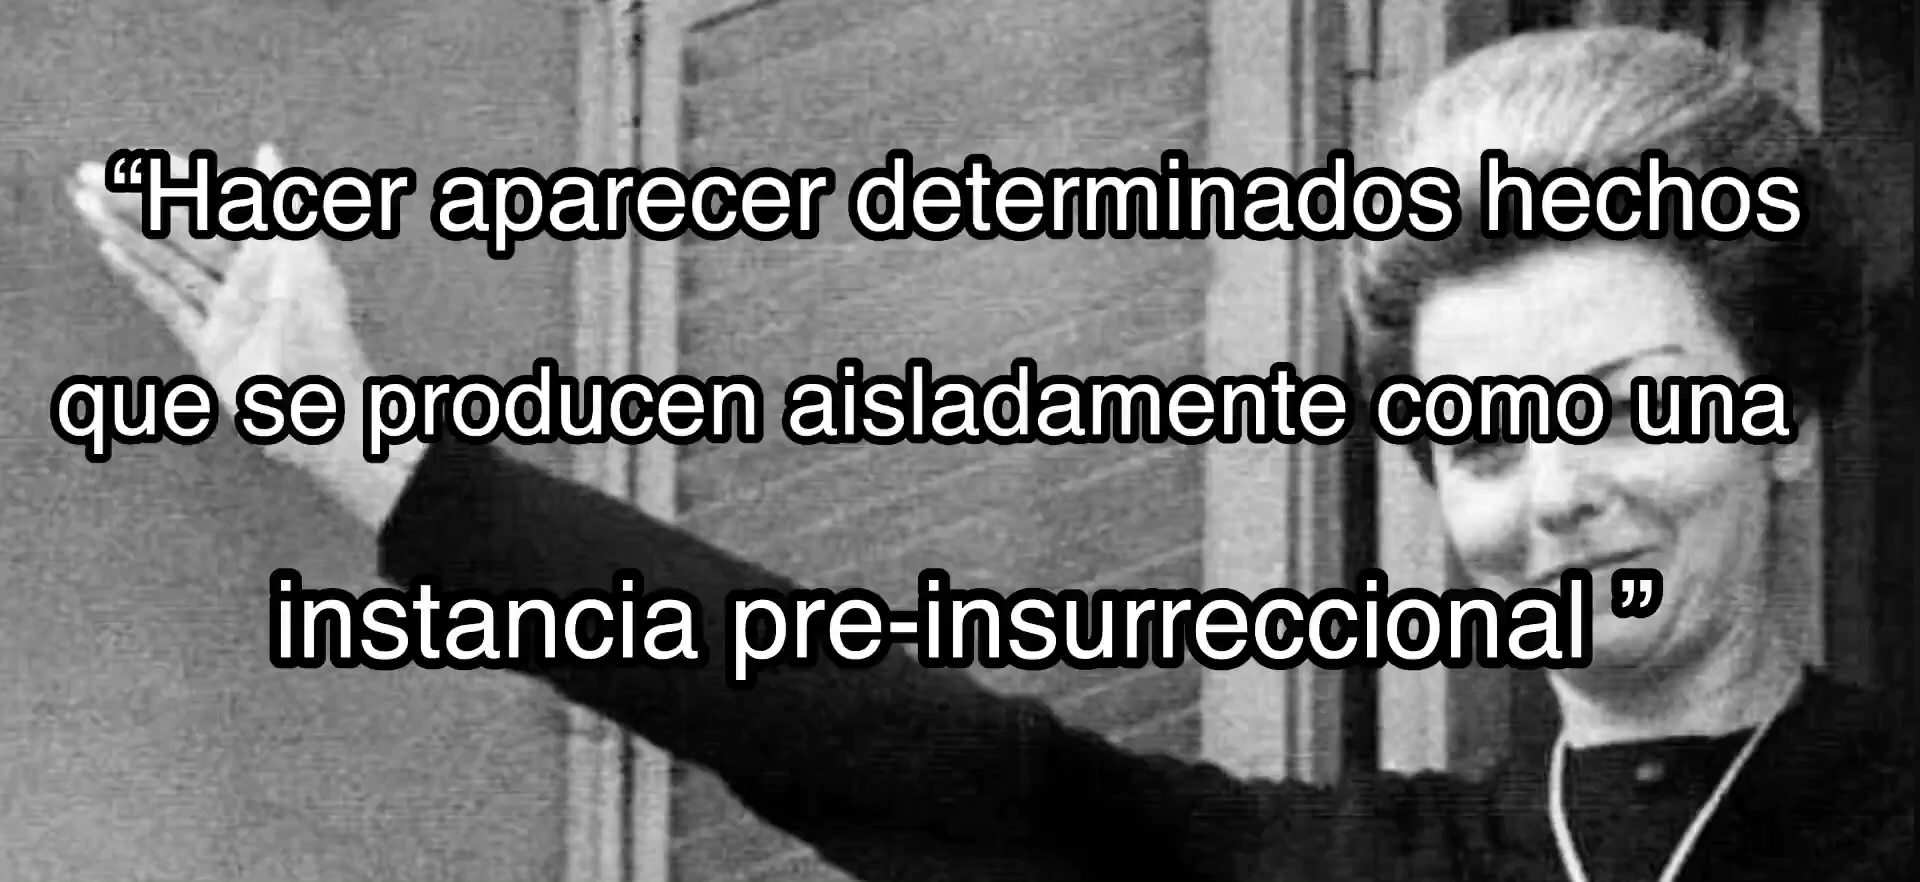 “Hacer aparecer determinados hechos
que se producen aisladamente como una
instancia pre-insurreccional ”